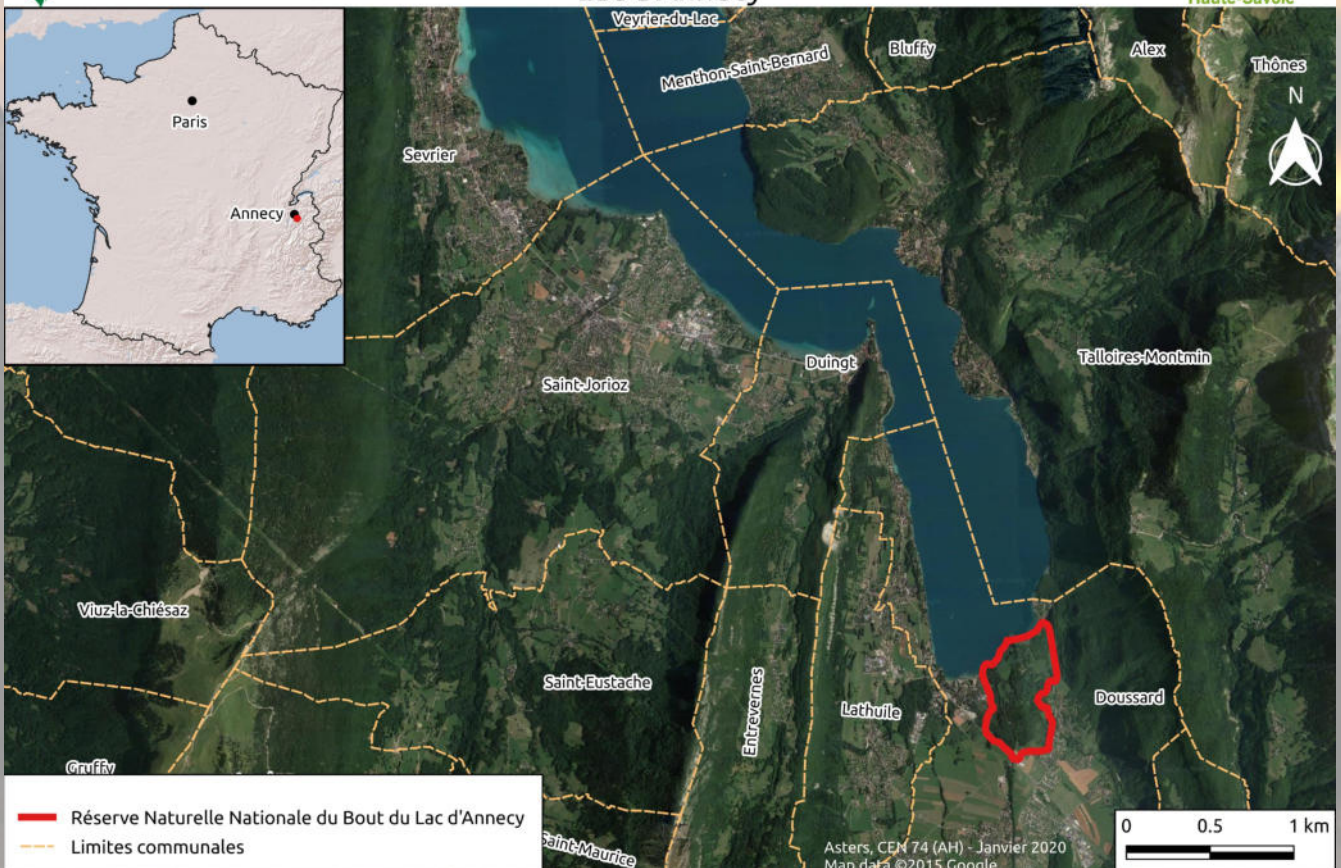 Haute-Savoie
Veyrier-du-Lac
Menthon-Saint-Bernard
Bluffy
Alex
Thônes
N
Paris
Sevrier
Annecy
Talloires-Montmin
Duingt
Saint-Jorioz
Viuz-la-Chiésaz
Saint-Eustache
Entrevernes
Lathuile
Doussard
Gruffy
Réserve Naturelle Nationale du Bout du Lac d'Annecy
Limites communales
Saint-Maurice
Asters, CEN 74 (AH) - Janvier 2020
Map data ©2015 Google
0 0.5 1 km